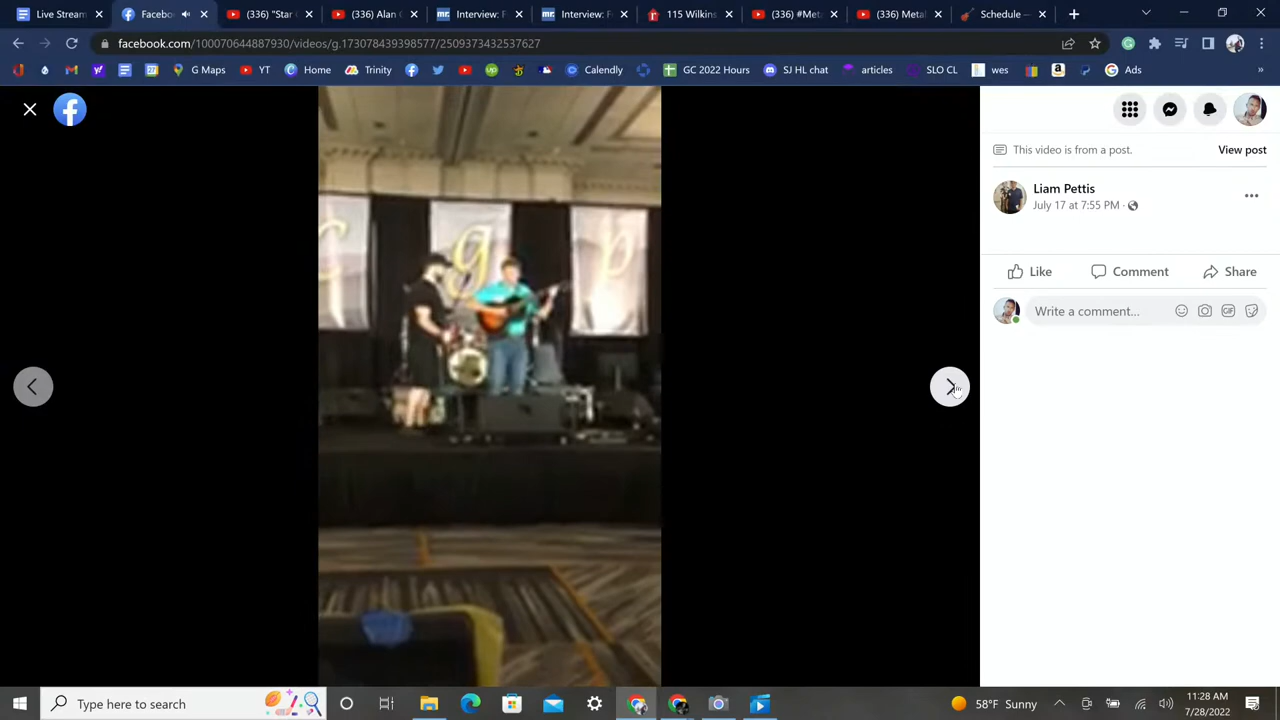 Live Stream
Facebo
(336) "Star
(336) Alan
Interview: F
Interview: F
115 Wilkins
(336) #Met
Metal
Schedule —
facebook.com/100070644887930/videos/g.173078439398577/2509373432537627
G Maps
YT
Home
Trinity
Calendly
GC 2022 Hours
SJ HL chat
articles
SLO CL
wes
Ads
»
This video is from a post.
View post
Liam Pettis
July 17 at 7:55 PM ·
Like
Comment
Share
Write a comment...
GIF
c g p
Type here to search
58°F Sunny
11:28 AM
7/28/2022